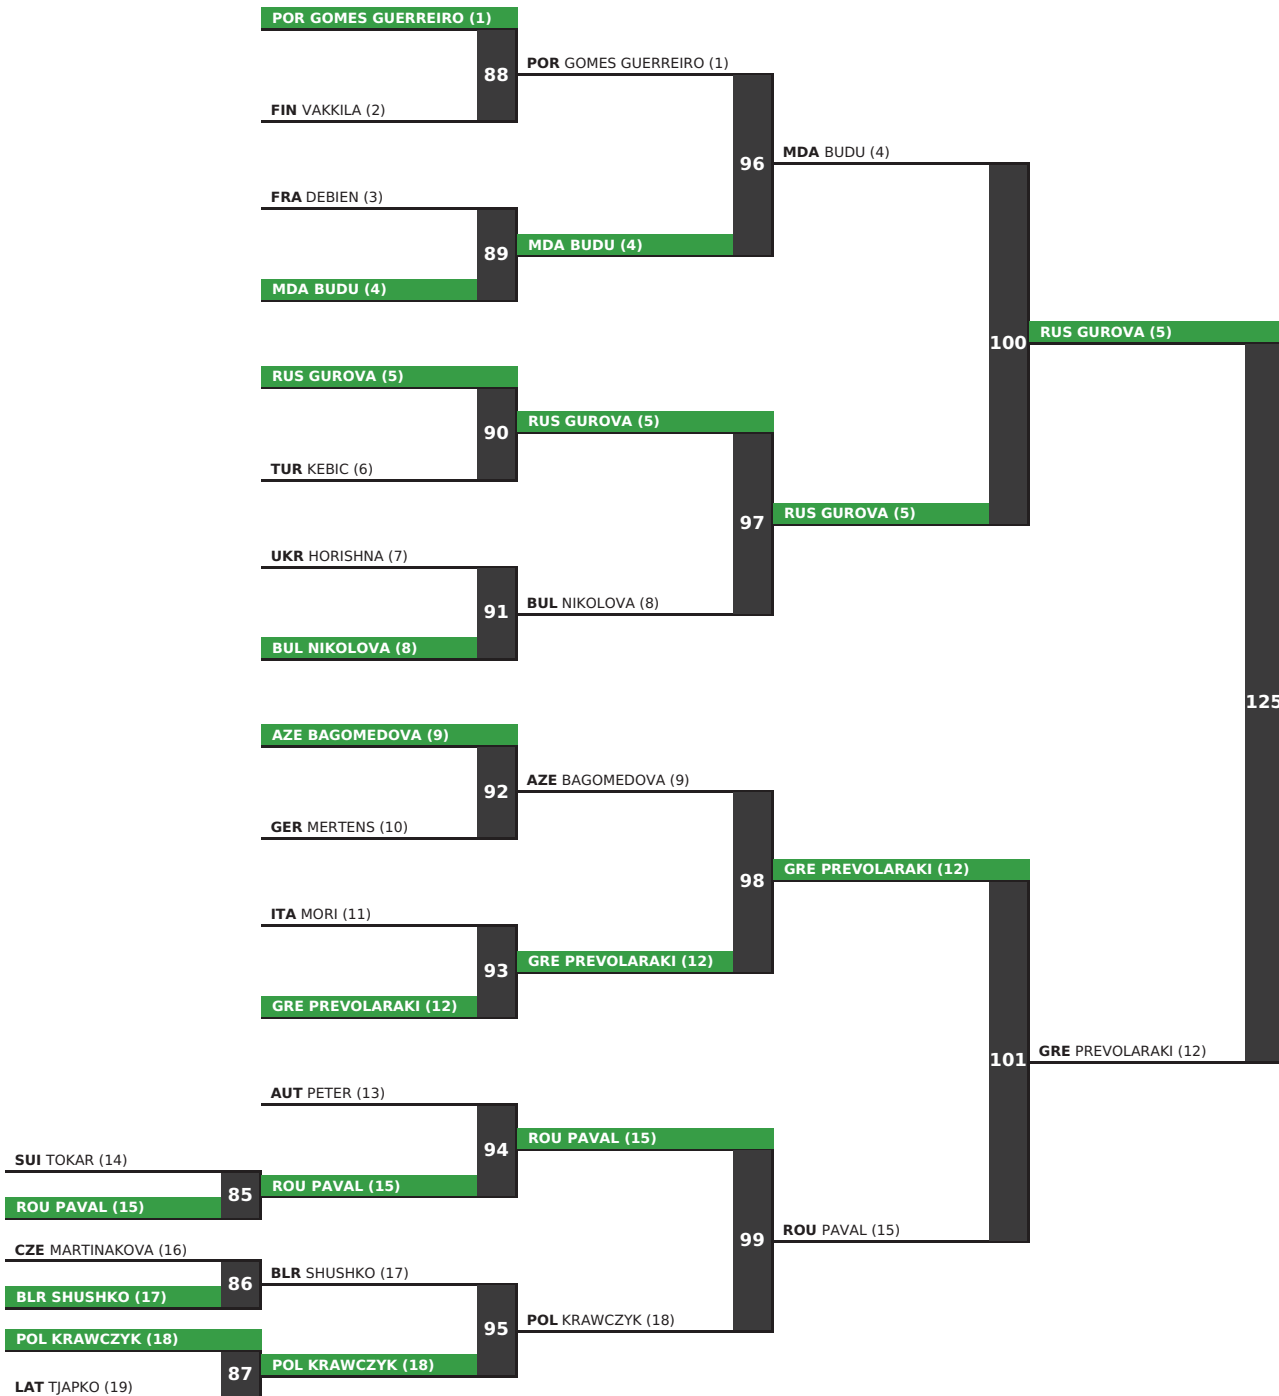 POR GOMES GUERREIRO (1)
88
POR GOMES GUERREIRO (1)
FIN VAKKILA (2)
96
MDA BUDU (4)
FRA DEBIEN (3)
89
MDA BUDU (4)
MDA BUDU (4)
100
RUS GUROVA (5)
RUS GUROVA (5)
90
RUS GUROVA (5)
TUR KEBIC (6)
97
RUS GUROVA (5)
UKR HORISHNA (7)
91
BUL NIKOLOVA (8)
BUL NIKOLOVA (8)
125
AZE BAGOMEDOVA (9)
92
AZE BAGOMEDOVA (9)
GER MERTENS (10)
98
GRE PREVOLARAKI (12)
ITA MORI (11)
93
GRE PREVOLARAKI (12)
GRE PREVOLARAKI (12)
101
GRE PREVOLARAKI (12)
AUT PETER (13)
94
ROU PAVAL (15)
SUI TOKAR (14)
85
ROU PAVAL (15)
ROU PAVAL (15)
99
ROU PAVAL (15)
CZE MARTINAKOVA (16)
86
BLR SHUSHKO (17)
BLR SHUSHKO (17)
95
POL KRAWCZYK (18)
POL KRAWCZYK (18)
87
POL KRAWCZYK (18)
LAT TJAPKO (19)